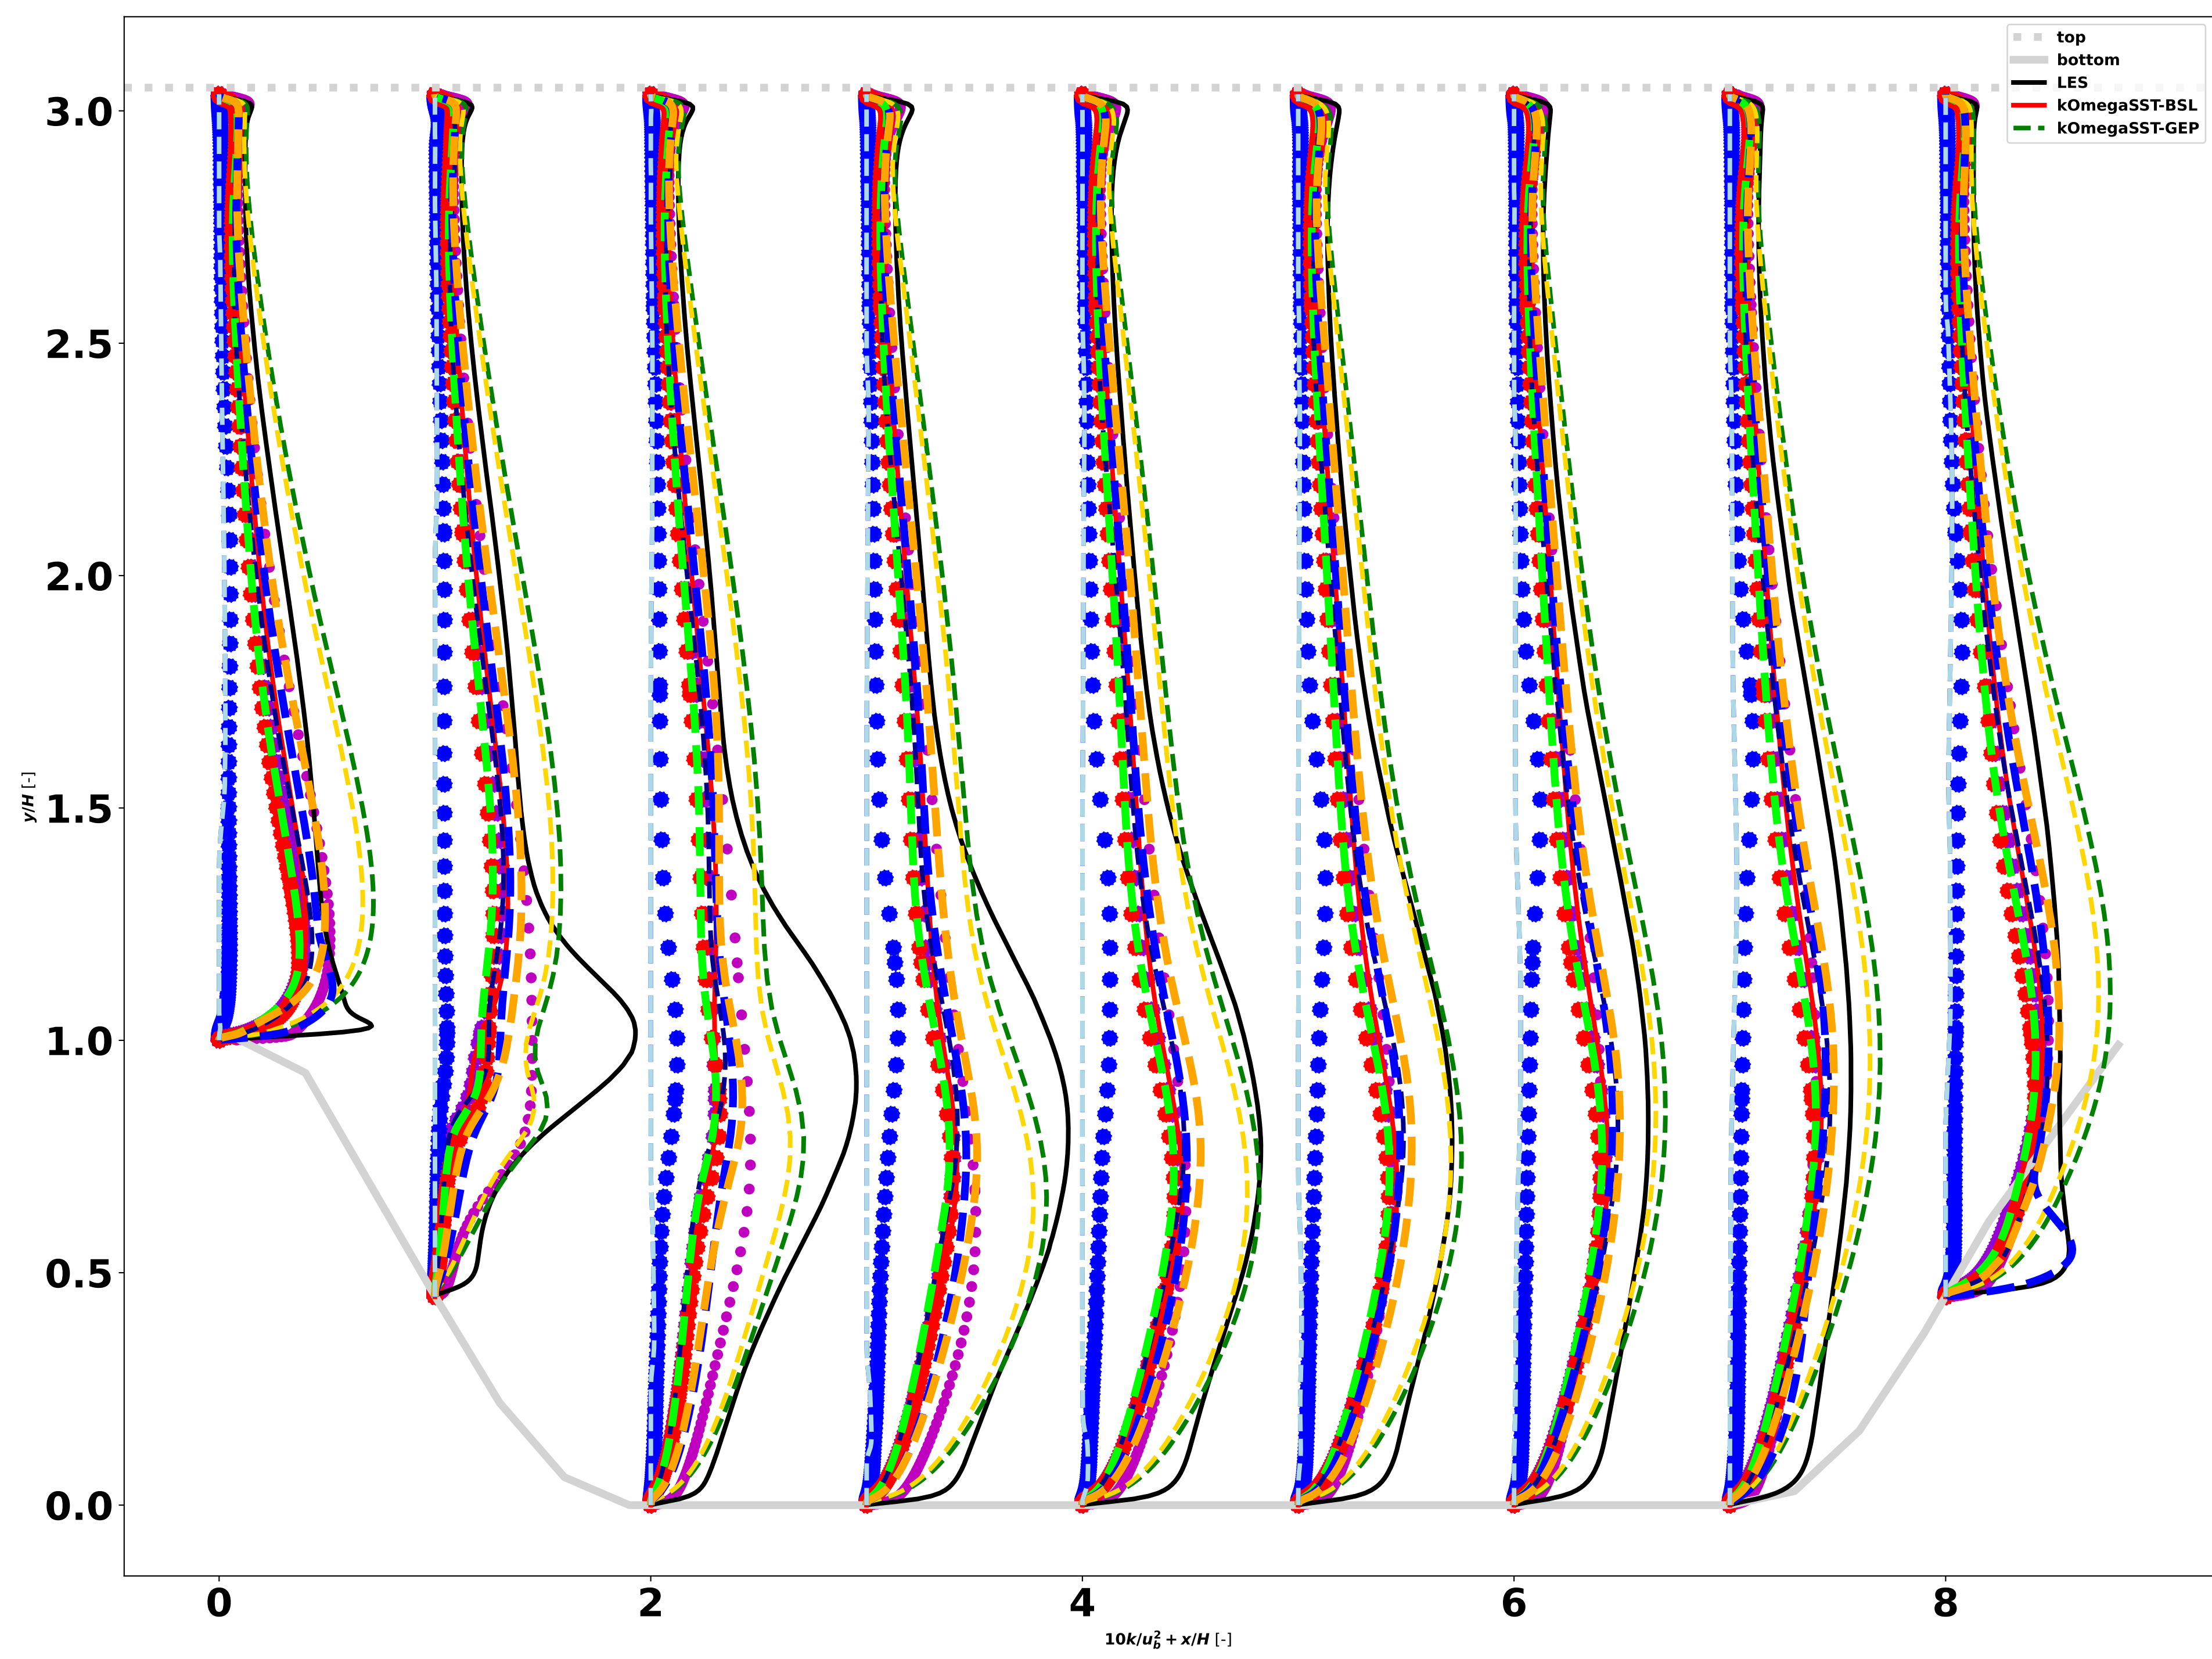 top
bottom
LES
kOmegaSST-BSL
kOmegaSST-GEP
3.0
2.5
2.0
1.5
1.0
0.5
0.0
y/H [-]
0 2 4 6 8
10k/u_b^2 + x/H [-]